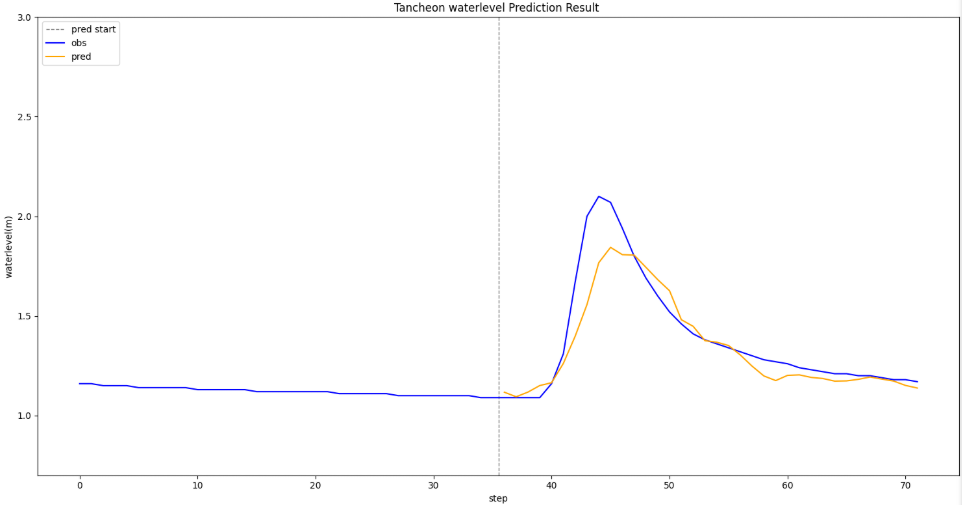 Tancheon waterlevel Prediction Result
3.0
2.5
2.0
1.5
1.0
waterlevel(m)
pred start
obs
pred
0 10 20 30 40 50 60 70
step